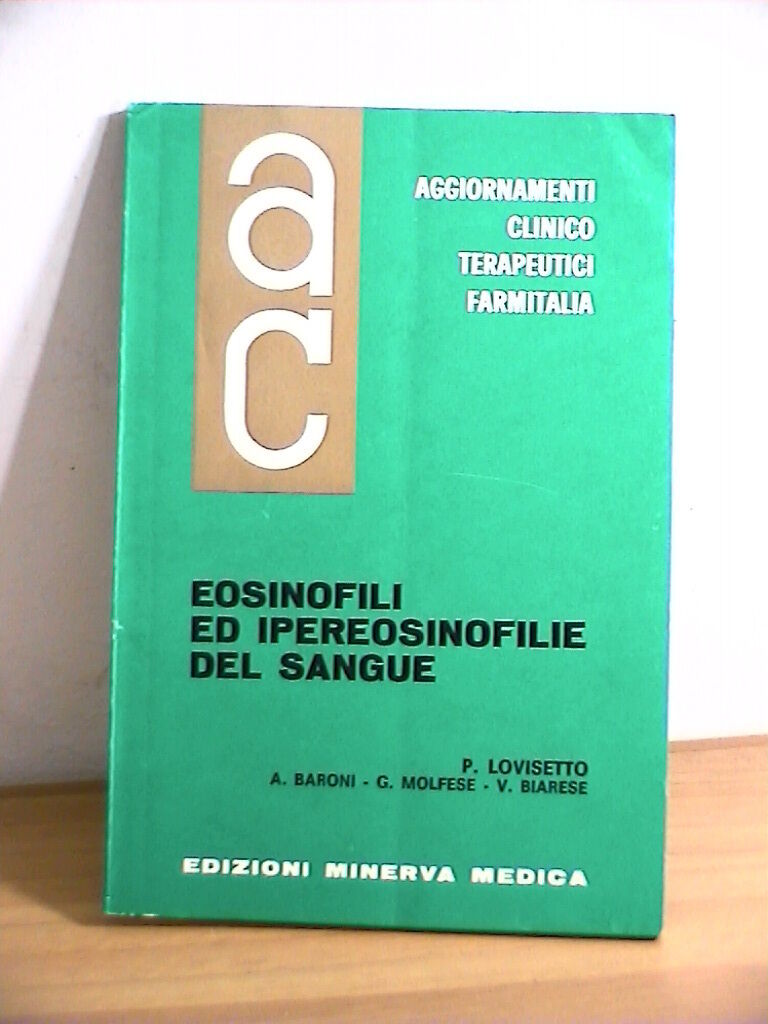 ac
AGGIORNAMENTI
CLINICO
TERAPEUTICI
FARMITALIA
EOSINOFILI
ED IPEREOSINOFILIE
DEL SANGUE
P. LOVISETTO
A. BARONI - G. MOLFESE - V. BIARESE
EDIZIONI MINERVA MEDICA